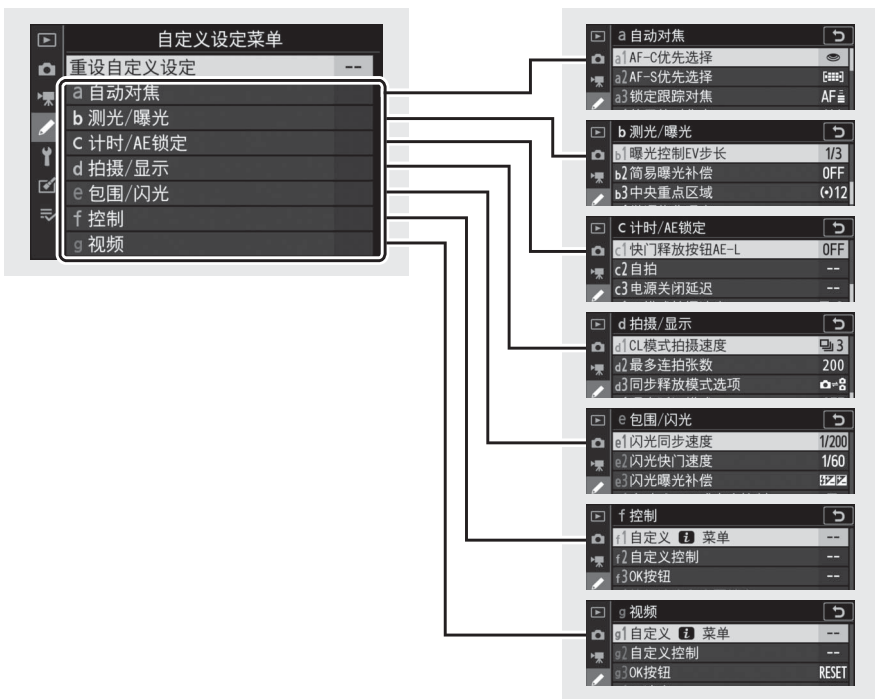 自定义设定菜单
重设自定义设定 --
a 自动对焦
b 测光/曝光
c 计时/AE锁定
d 拍摄/显示
e 包围/闪光
f 控制
g 视频
a 自动对焦
a1 AF-C优先选择
a2 AF-S优先选择
a3 锁定跟踪对焦 AF
b 测光/曝光
b1 曝光控制EV步长 1/3
b2 简易曝光补偿 OFF
b3 中央重点区域 (•)12
c 计时/AE锁定
c1 快门释放按钮AE-L OFF
c2 自拍 --
c3 电源关闭延迟 --
d 拍摄/显示
d1 CL模式拍摄速度 3
d2 最多连拍张数 200
d3 同步释放模式选项
e 包围/闪光
e1 闪光同步速度 1/200
e2 闪光快门速度 1/60
e3 闪光曝光补偿
f 控制
f1 自定义 i 菜单 --
f2 自定义控制 --
f3 OK按钮 --
g 视频
g1 自定义 i 菜单 --
g2 自定义控制 --
g3 OK按钮 RESET